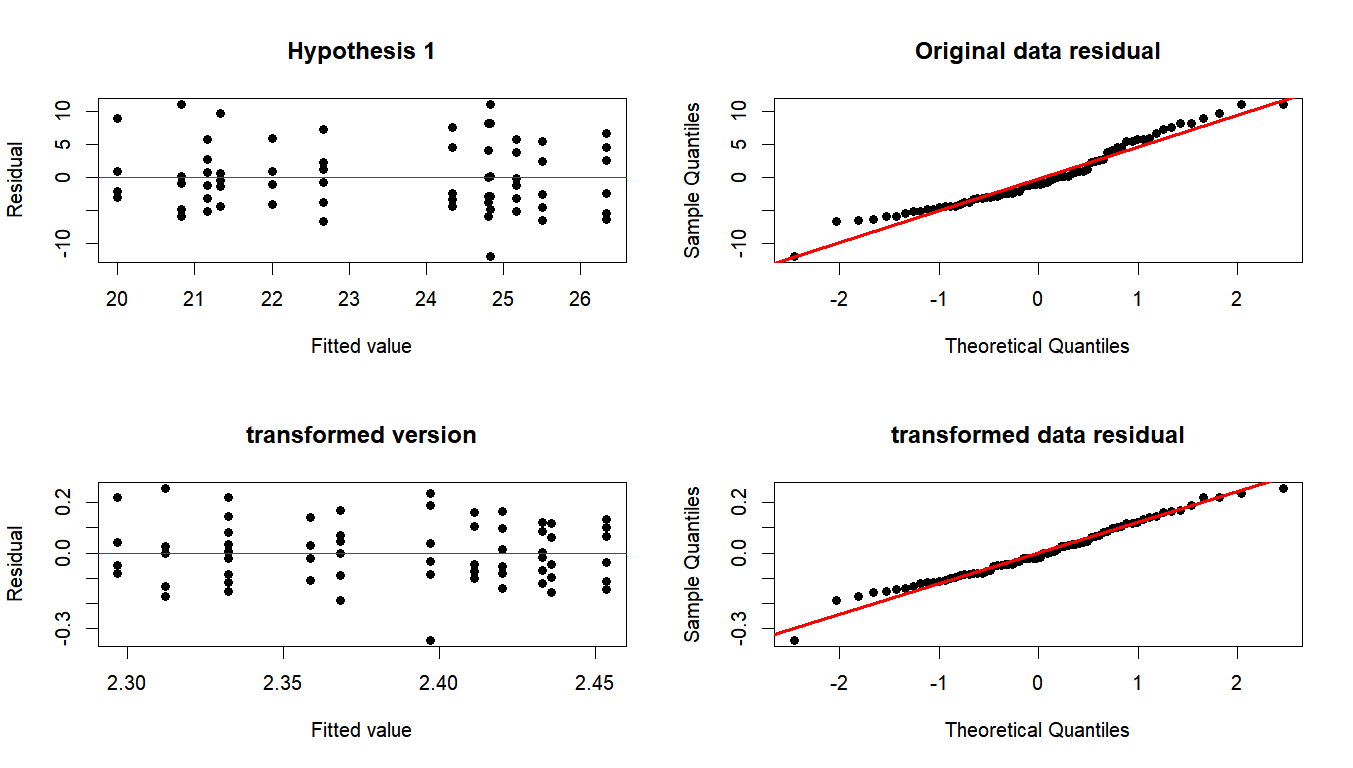 Hypothesis 1
Residual
10
5
0
-10
20 21 22 23 24 25 26
Fitted value
Original data residual
Sample Quantiles
10
5
0
-10
-2 -1 0 1 2
Theoretical Quantiles
transformed version
Residual
0.2
0.0
-0.3
2.30 2.35 2.40 2.45
Fitted value
transformed data residual
Sample Quantiles
0.2
0.0
-0.3
-2 -1 0 1 2
Theoretical Quantiles